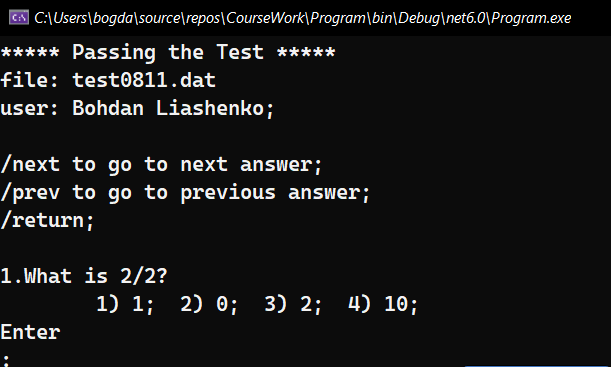 C:\Users\bogda\source\repos\CourseWork\Program\bin\Debug\net6.0\Program.exe
***** Passing the Test *****
file: test0811.dat
user: Bohdan Liashenko;
/next to go to next answer;
/prev to go to previous answer;
/return;
1.What is 2/2?
1) 1;  2) 0;  3) 2;  4) 10;
Enter
: